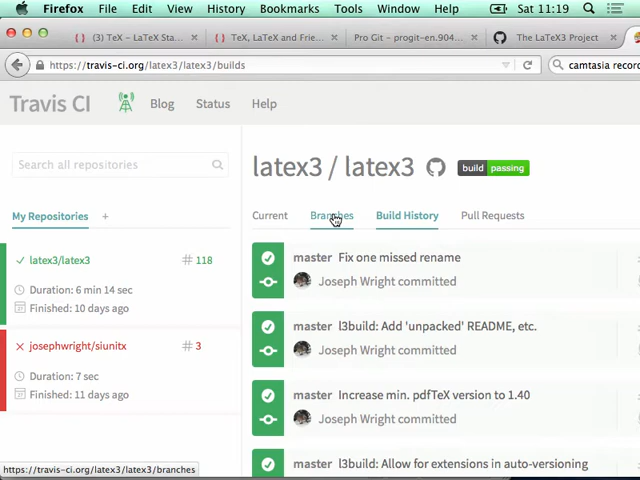 Firefox File Edit View History Bookmarks Tools Window Help Sat 11:19
(3) TeX – LaTeX Sta... × TeX, LaTeX and Frie... × Pro Git – progit-en.904... × The LaTeX3 Project ×
https://travis-ci.org/latex3/latex3/builds camtasia record
Travis CI Blog Status Help
Search all repositories
latex3 / latex3 build passing
My Repositories +
Current Branches Build History Pull Requests
latex3/latex3 # 118
Duration: 6 min 14 sec
Finished: 10 days ago
josephwright/siunitx # 3
Duration: 7 sec
Finished: 11 days ago
master Fix one missed rename
Joseph Wright committed
master l3build: Add 'unpacked' README, etc.
Joseph Wright committed
master Increase min. pdfTeX version to 1.40
Joseph Wright committed
master l3build: Allow for extensions in auto-versioning
https://travis-ci.org/latex3/latex3/branches